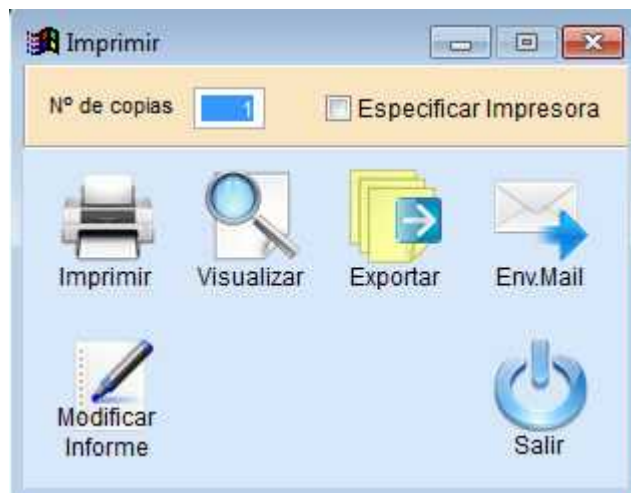 Imprimir
Nº de copias 1 Especificar Impresora
Imprimir Visualizar Exportar Env.Mail
Modificar
Informe Salir